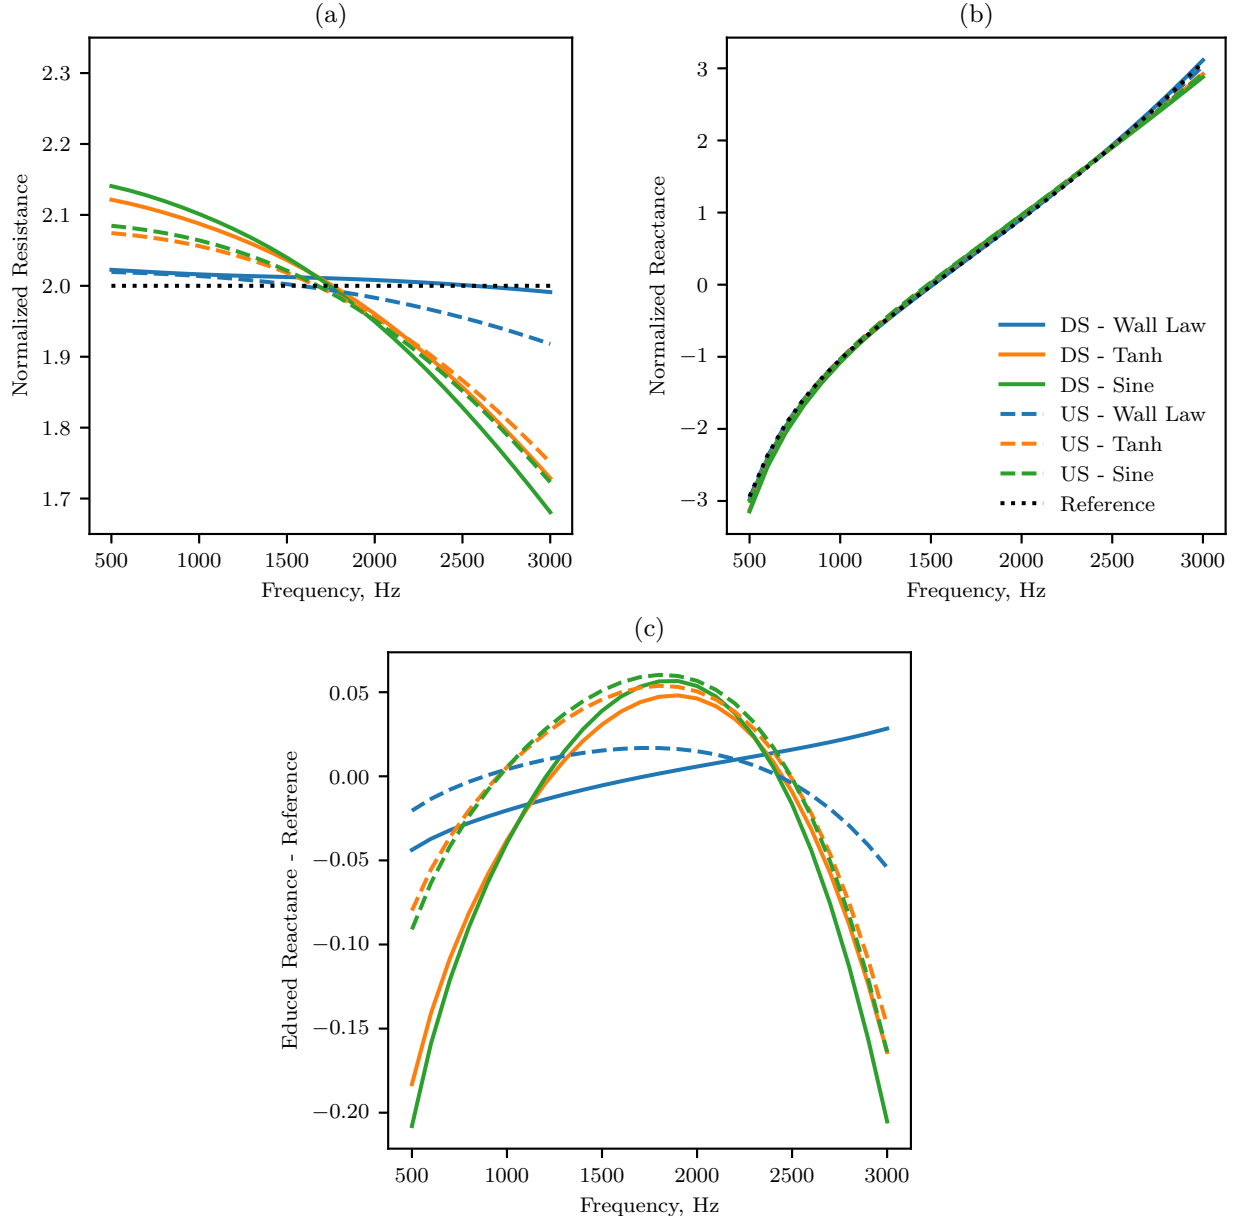 (a)
2.3
2.2
2.1
2.0
1.9
1.8
1.7
Normalized Resistance
500 1000 1500 2000 2500 3000
Frequency, Hz
(b)
3
2
1
0
−1
−2
−3
Normalized Reactance
DS - Wall Law
DS - Tanh
DS - Sine
US - Wall Law
US - Tanh
US - Sine
Reference
500 1000 1500 2000 2500 3000
Frequency, Hz
(c)
0.05
0.00
−0.05
−0.10
−0.15
−0.20
Educed Reactance - Reference
500 1000 1500 2000 2500 3000
Frequency, Hz